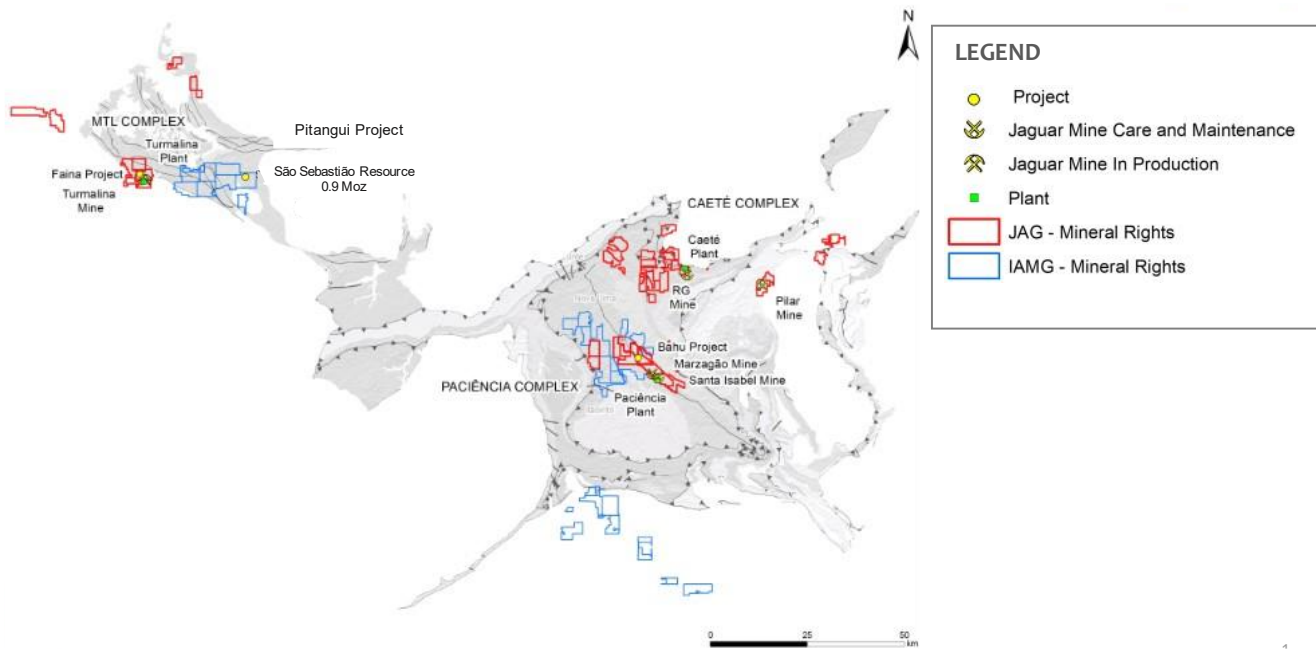 N
LEGEND
Project
Jaguar Mine Care and Maintenance
Jaguar Mine In Production
Plant
JAG - Mineral Rights
IAMG - Mineral Rights
MTL COMPLEX
Turmalina
Plant
Pitangui Project
Faina Project
Turmalina
Mine
São Sebastião Resource
0.9 Moz
CAETÉ COMPLEX
Caeté
Plant
RG
Mine
Pilar
Mine
Nova Lima
Bahu Project
Marzagão Mine
Santa Isabel Mine
PACIÊNCIA COMPLEX
Paciência
Plant
0
25
50
km